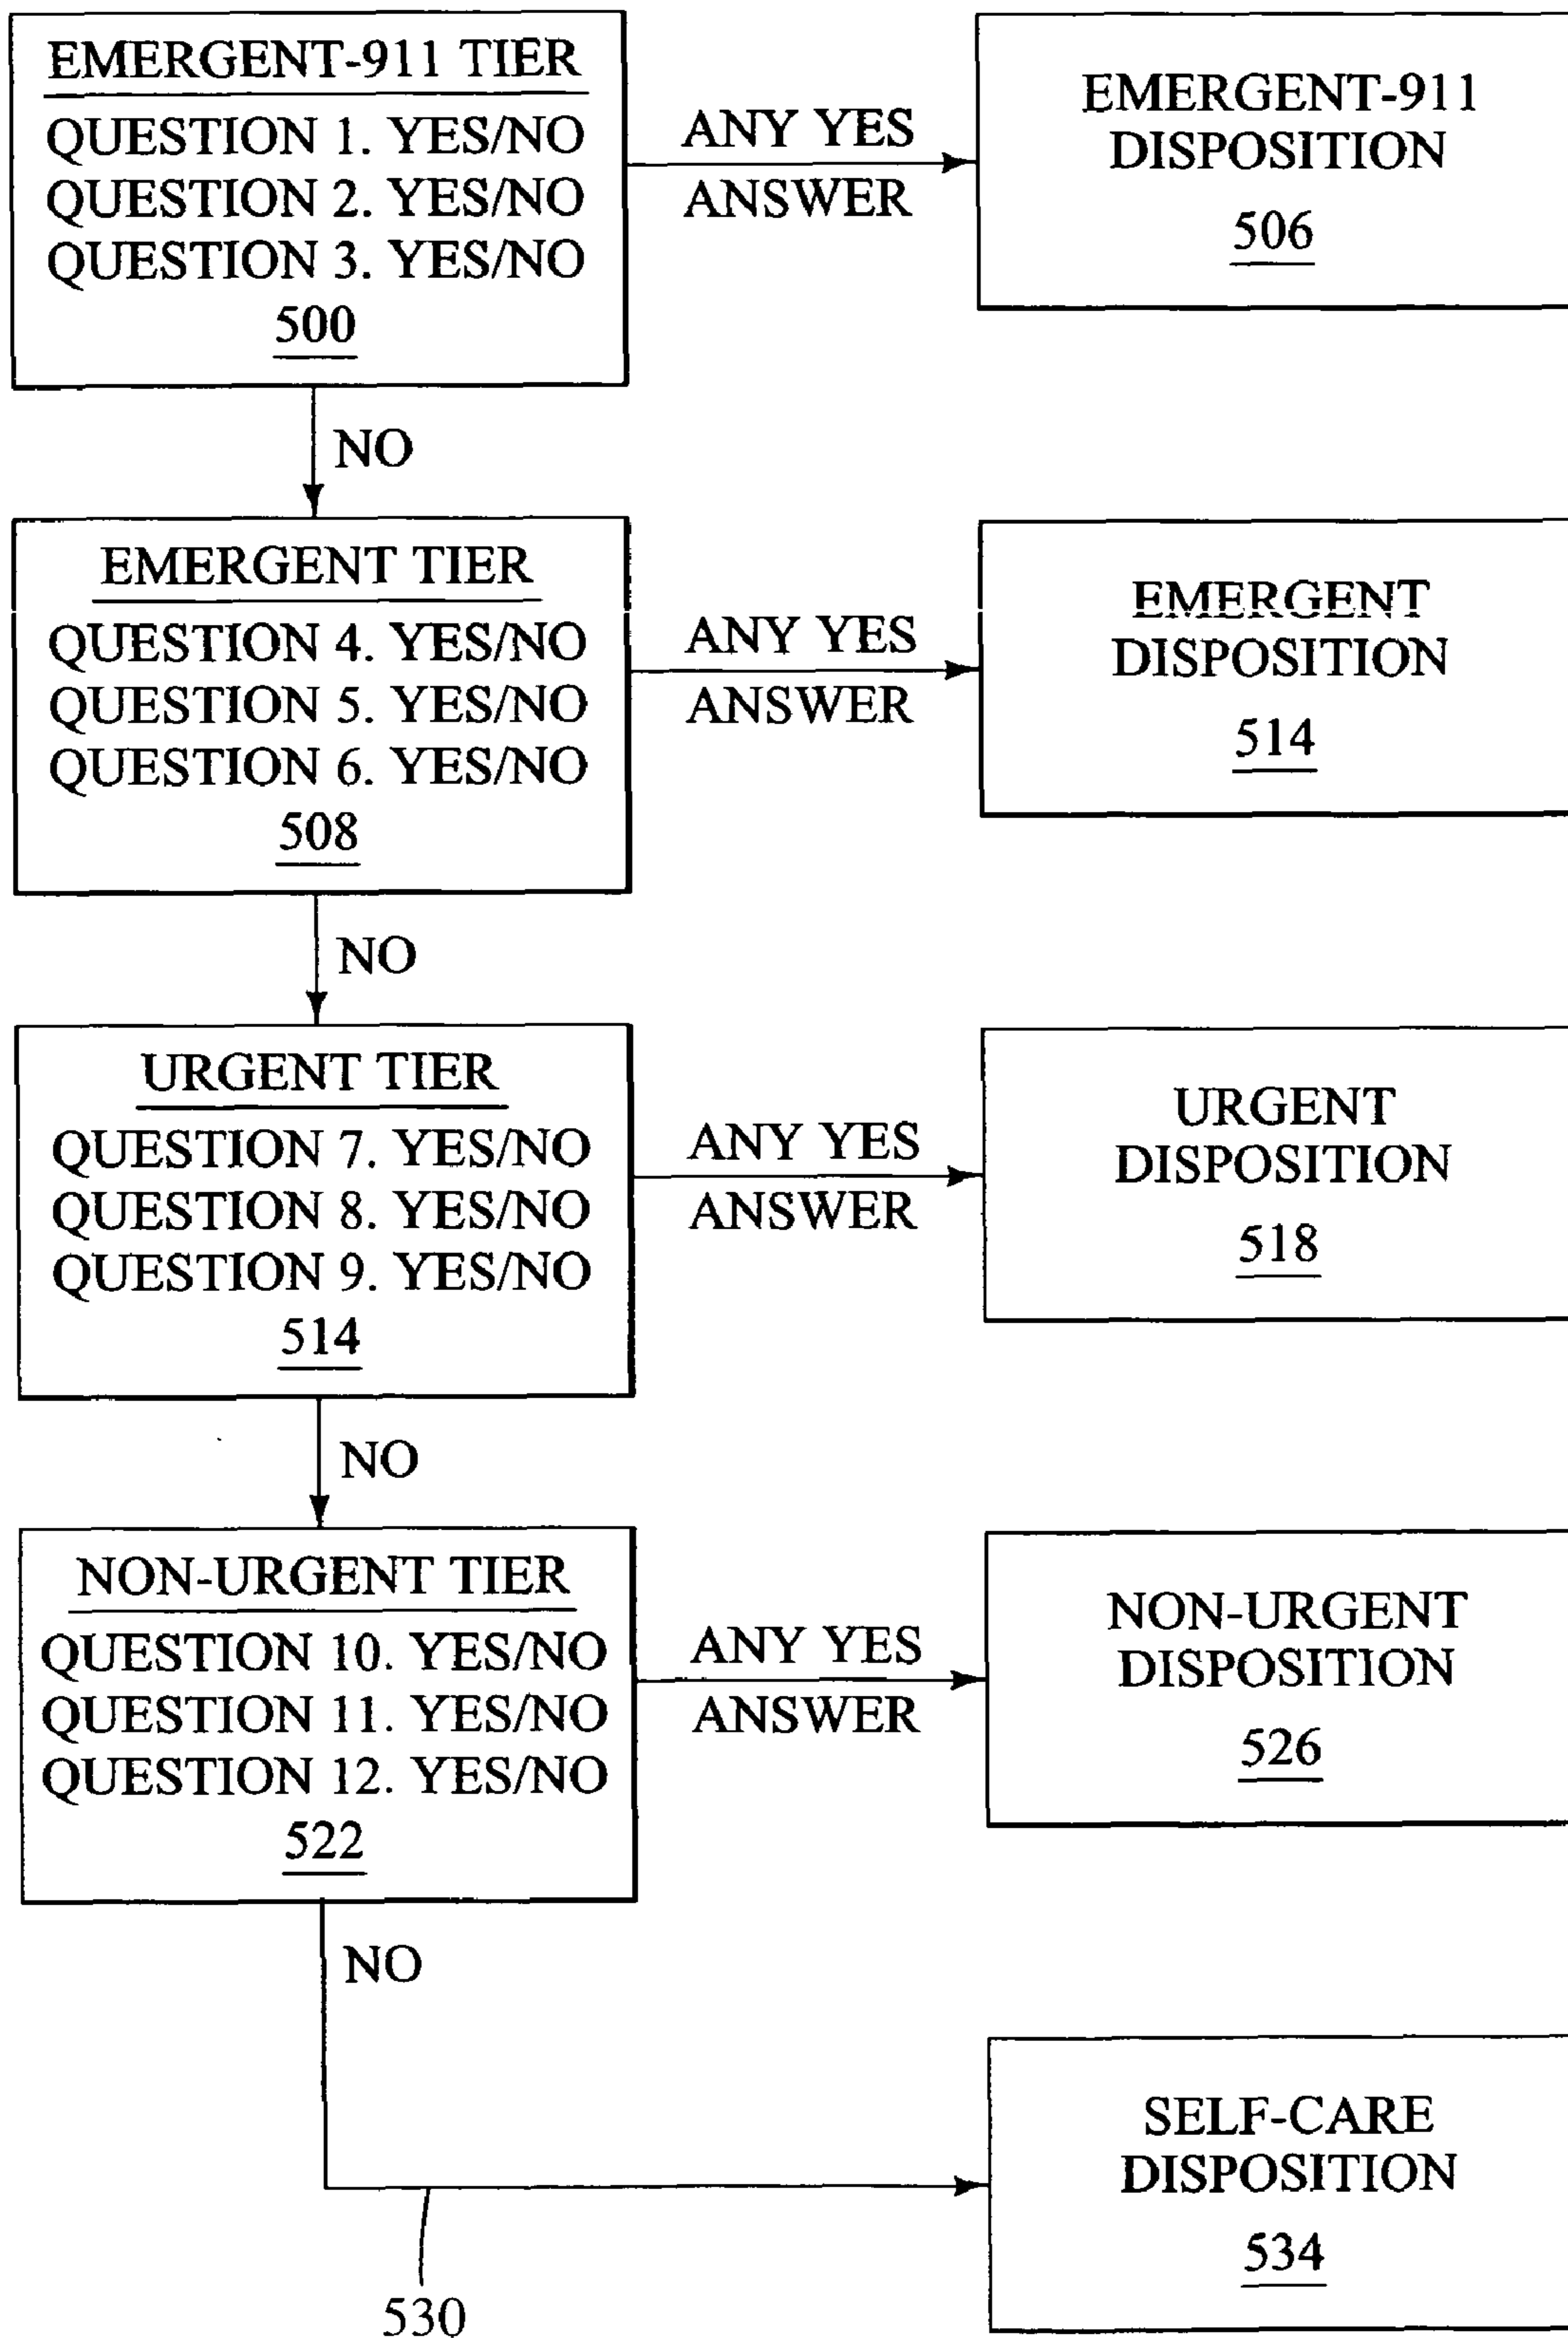 EMERGENT-911 TIER
QUESTION 1. YES/NO
QUESTION 2. YES/NO
QUESTION 3. YES/NO
500
ANY YES
ANSWER
EMERGENT-911
DISPOSITION
506
NO
EMERGENT TIER
QUESTION 4. YES/NO
QUESTION 5. YES/NO
QUESTION 6. YES/NO
508
ANY YES
ANSWER
EMERGENT
DISPOSITION
514
NO
URGENT TIER
QUESTION 7. YES/NO
QUESTION 8. YES/NO
QUESTION 9. YES/NO
514
ANY YES
ANSWER
URGENT
DISPOSITION
518
NO
NON-URGENT TIER
QUESTION 10. YES/NO
QUESTION 11. YES/NO
QUESTION 12. YES/NO
522
ANY YES
ANSWER
NON-URGENT
DISPOSITION
526
NO
SELF-CARE
DISPOSITION
534
530